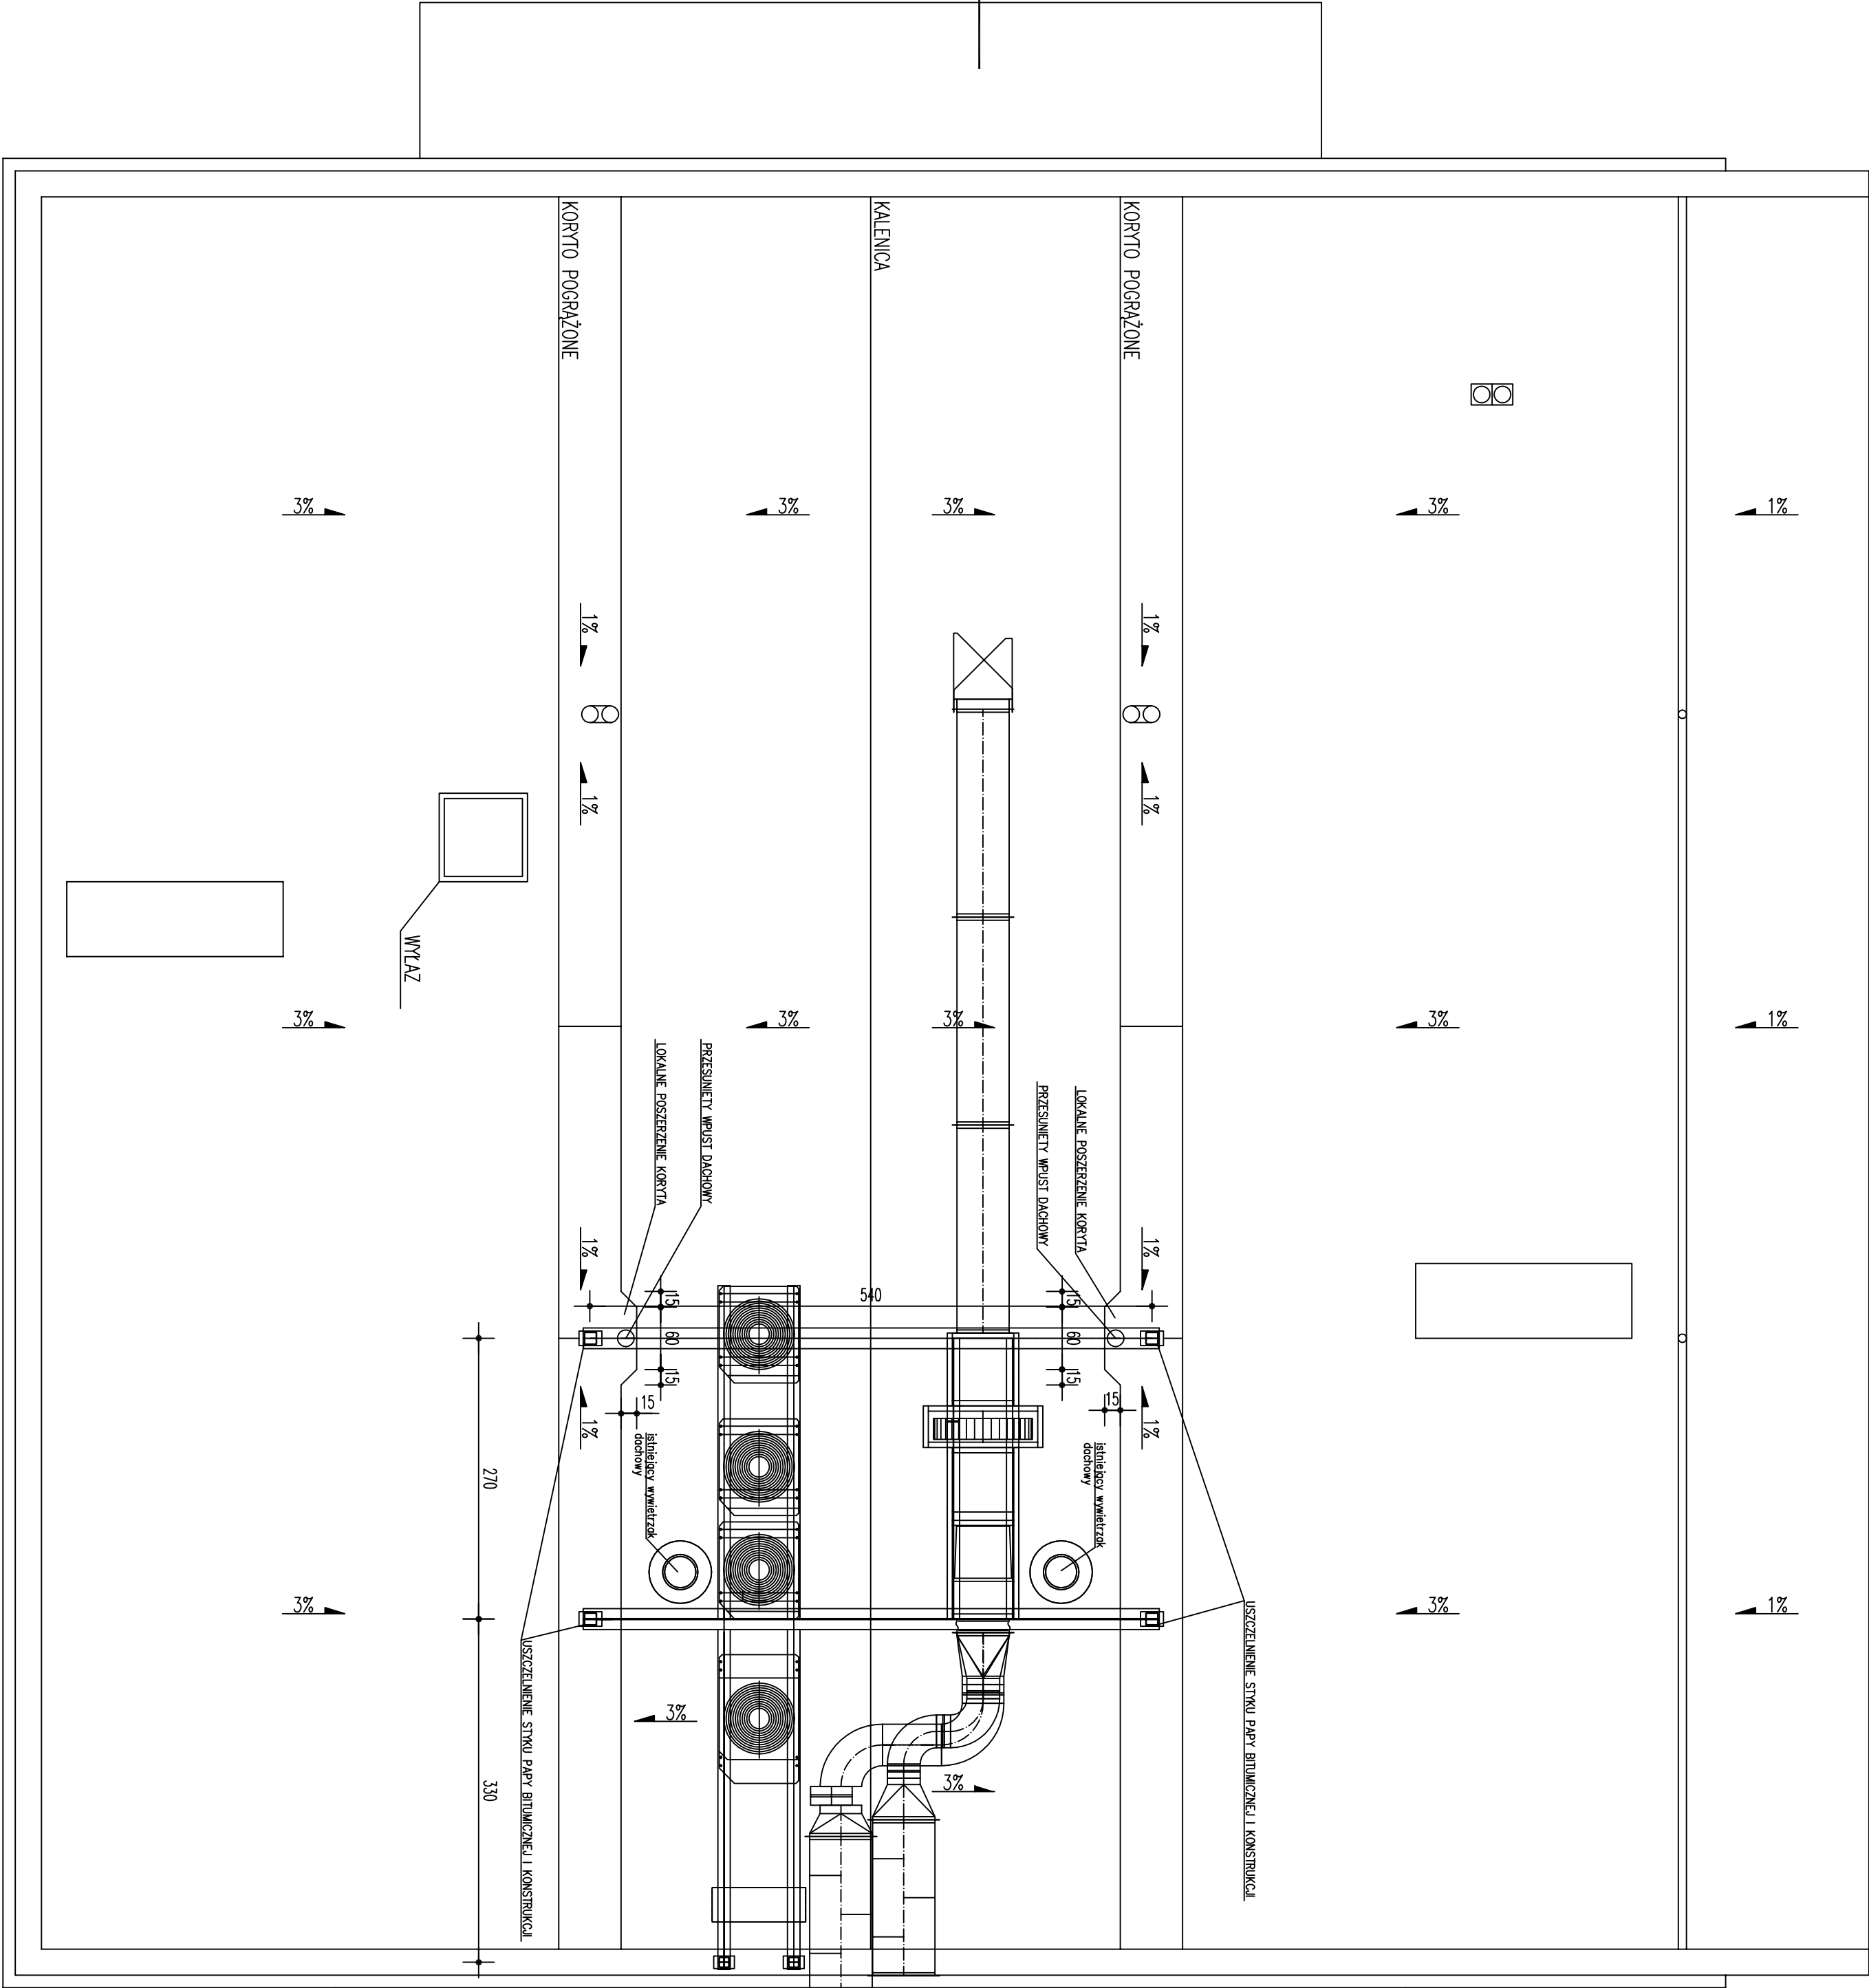 KORYTO POGRĄŻONE
KALENICA
KORYTO POGRĄŻONE
3%
3%
3%
3%
1%
1%
1%
1%
1%
WYŁAZ
3%
3%
3%
3%
1%
LOKALNE POSZERZENIE KORYTA
PRZESUNIETY WPUST DACHOWY
PRZESUNIETY WPUST DACHOWY
LOKALNE POSZERZENIE KORYTA
1%
1%
540
15
60
15
15
60
15
15
15
1%
1%
istniejący wywietrzak
dachowy
istniejący wywietrzak
dachowy
270
3%
3%
1%
USZCZELNIENIE STYKU PAPY BITUMICZNEJ I KONSTRUKCJI
USZCZELNIENIE STYKU PAPY BITUMICZNEJ I KONSTRUKCJI
3%
3%
330